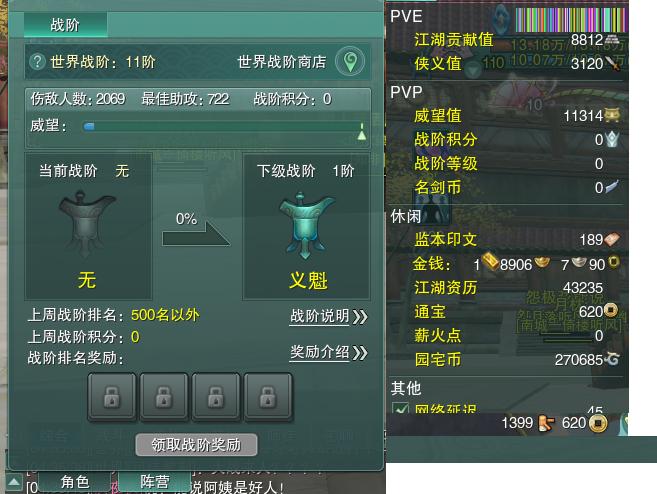 战阶
? 世界战阶：11阶
世界战阶商店
伤敌人数：2069 最佳助攻：722 战阶积分：0
威望：
当前战阶 无
下级战阶 1阶
0%
无
义魁
上周战阶排名：500名以外
上周战阶积分：0
战阶排名奖励：
战阶说明
奖励介绍
领取战阶奖励
角色 阵营
说阿姨是好人！
PVE
江湖贡献值 8812
侠义值 3120
PVP
威望值 11314
战阶积分 0
战阶等级 0
名剑币 0
休闲
监本印文 189
金钱： 1 8906 7 90
江湖资历 43235
通宝 620
薪火点 0
园宅币 270685
其他
网络延迟 45
1399 620